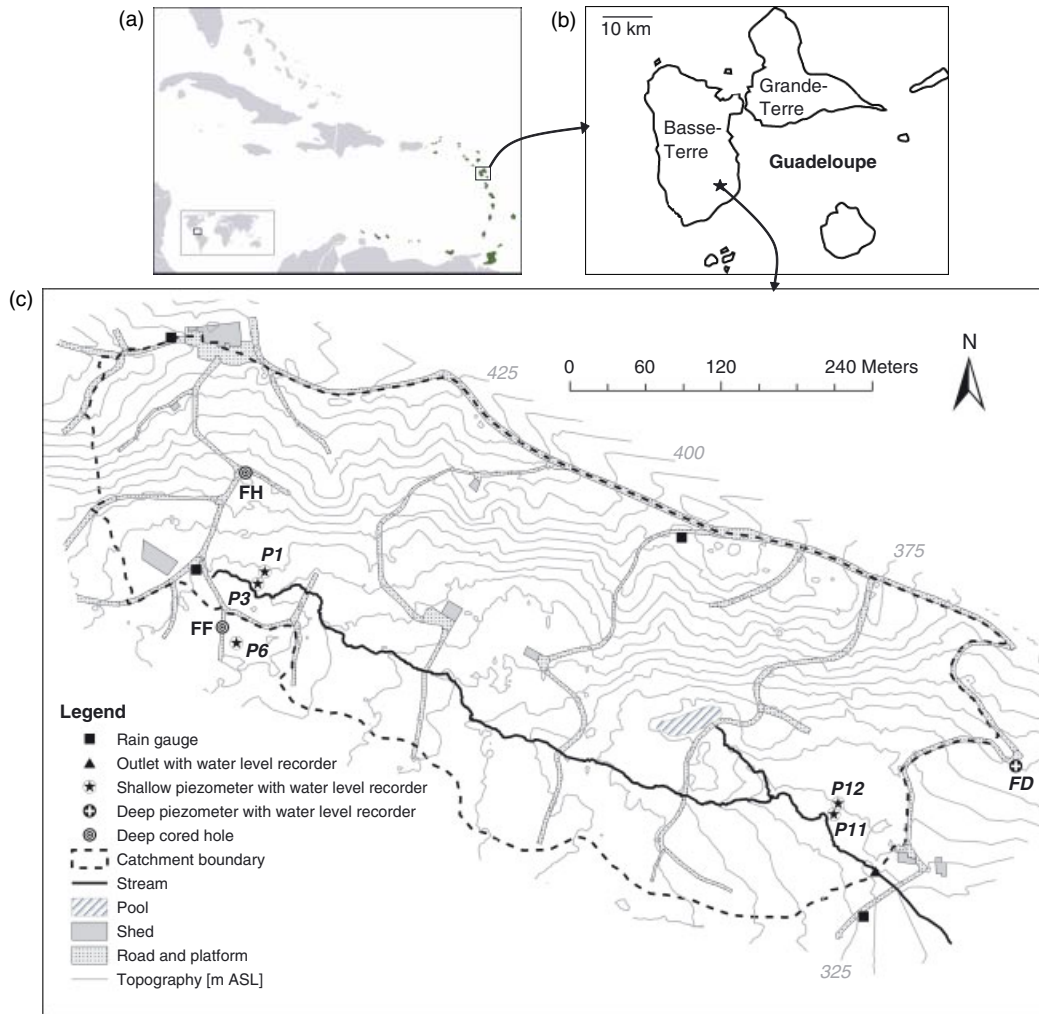 (a)
(b)
10 km
Grande-
Terre
Basse-
Terre
Guadeloupe
(c)
N
0 60 120 240 Meters
425
400
375
FH
P1
P3
FF
P6
P12
P11
FD
325
Legend
Rain gauge
Outlet with water level recorder
Shallow piezometer with water level recorder
Deep piezometer with water level recorder
Deep cored hole
Catchment boundary
Stream
Pool
Shed
Road and platform
Topography [m ASL]